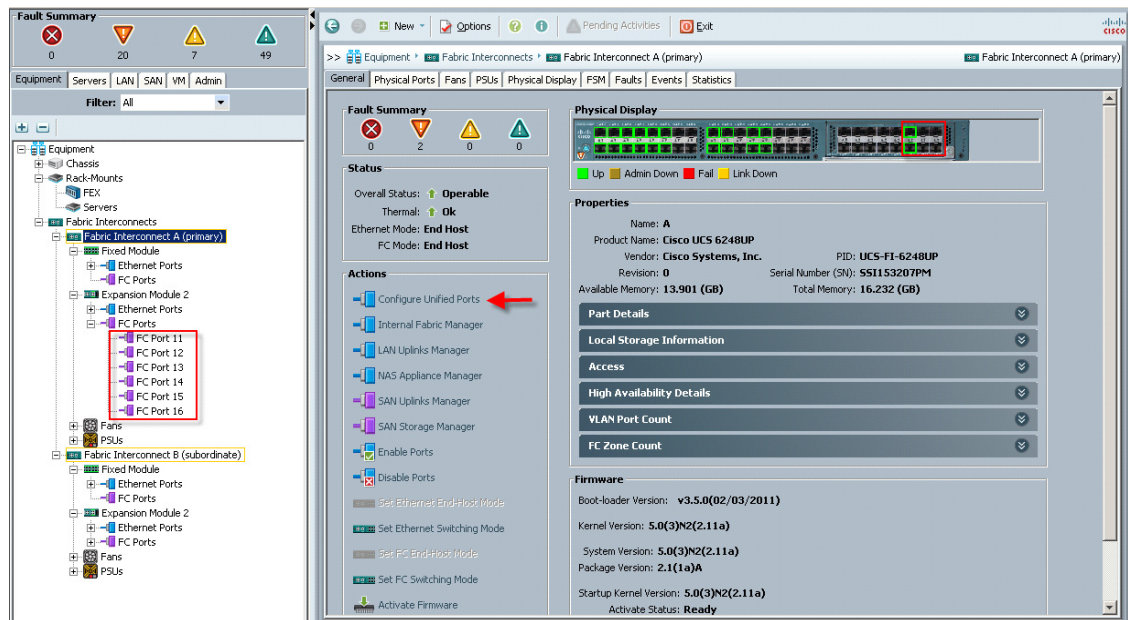 Fault Summary
0 20 7 49
Equipment Servers LAN SAN VM Admin
Filter: All
Equipment
Chassis
Rack-Mounts
FEX
Servers
Fabric Interconnects
Fabric Interconnect A (primary)
Fixed Module
Ethernet Ports
FC Ports
Expansion Module 2
Ethernet Ports
FC Ports
FC Port 11
FC Port 12
FC Port 13
FC Port 14
FC Port 15
FC Port 16
Fans
PSUs
Fabric Interconnect B (subordinate)
Fixed Module
Ethernet Ports
FC Ports
Expansion Module 2
Ethernet Ports
FC Ports
Fans
PSUs
New Options Pending Activities Exit
CISCO
>> Equipment Fabric Interconnects Fabric Interconnect A (primary) Fabric Interconnect A (primary)
General Physical Ports Fans PSUs Physical Display FSM Faults Events Statistics
Fault Summary
0 2 0 0
Status
Overall Status: Operable
Thermal: Ok
Ethernet Mode: End Host
FC Mode: End Host
Actions
Configure Unified Ports
Internal Fabric Manager
LAN Uplinks Manager
NAS Appliance Manager
SAN Uplinks Manager
SAN Storage Manager
Enable Ports
Disable Ports
Set Ethernet End-Host Mode
Set Ethernet Switching Mode
Set FC End-Host Mode
Set FC Switching Mode
Activate Firmware
Physical Display
Up Admin Down Fail Link Down
Properties
Name: A
Product Name: Cisco UCS 6248UP
Vendor: Cisco Systems, Inc. PID: UCS-FI-6248UP
Revision: 0 Serial Number (SN): SSI153207PM
Available Memory: 13.901 (GB) Total Memory: 16.232 (GB)
Part Details
Local Storage Information
Access
High Availability Details
VLAN Port Count
FC Zone Count
Firmware
Boot-loader Version: v3.5.0(02/03/2011)
Kernel Version: 5.0(3)N2(2.11a)
System Version: 5.0(3)N2(2.11a)
Package Version: 2.1(1a)A
Startup Kernel Version: 5.0(3)N2(2.11a)
Activate Status: Ready